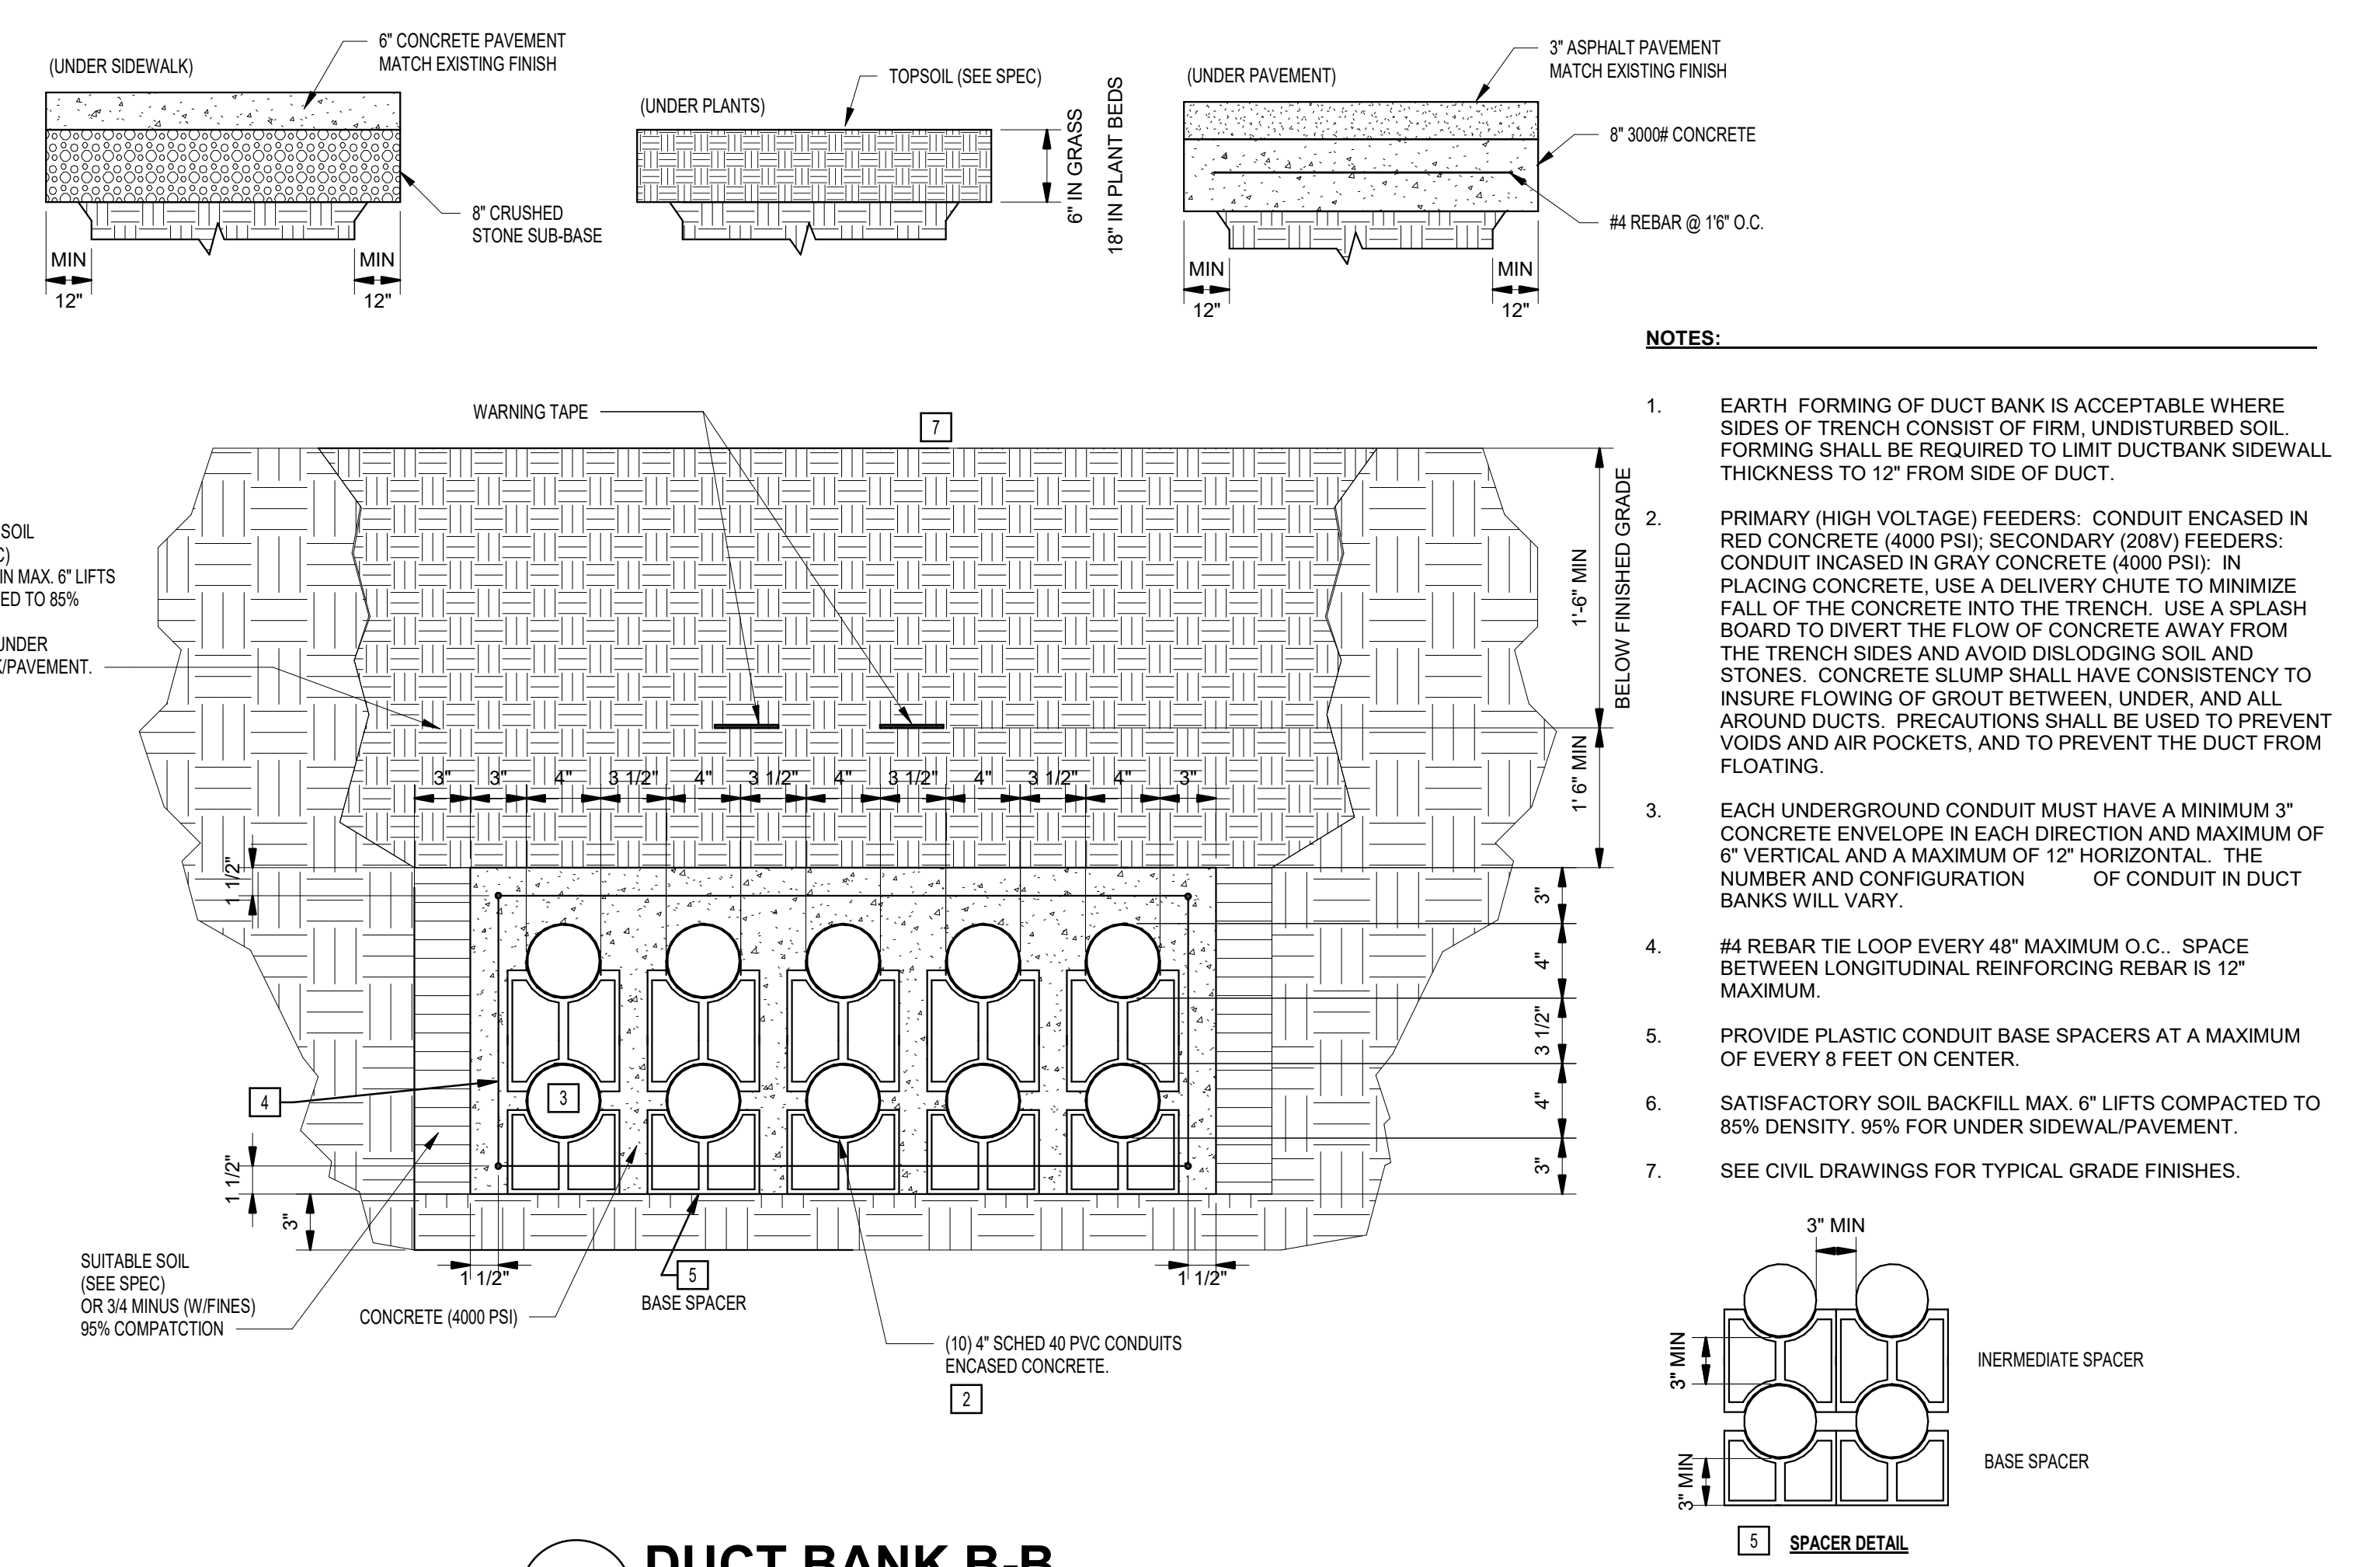 (UNDER SIDEWALK)
6" CONCRETE PAVEMENT
MATCH EXISTING FINISH
8" CRUSHED
STONE SUB-BASE
MIN
12"
MIN
12"
(UNDER PLANTS)
TOPSOIL (SEE SPEC)
6" IN GRASS
18" IN PLANT BEDS
(UNDER PAVEMENT)
3" ASPHALT PAVEMENT
MATCH EXISTING FINISH
8" 3000# CONCRETE
#4 REBAR @ 1'6" O.C.
MIN
12"
MIN
12"
WARNING TAPE
7
SOIL
C)
IN MAX. 6" LIFTS
ED TO 85%
UNDER
K/PAVEMENT.
1'-6" MIN
BELOW FINISHED GRADE
1' 6" MIN
3"
3"
4"
3 1/2"
4"
3 1/2"
4"
3 1/2"
4"
3 1/2"
4"
3"
1 1/2"
3"
4"
3 1/2"
4"
3"
4
3
1 1/2"
3"
1 1/2"
1 1/2"
SUITABLE SOIL
(SEE SPEC)
OR 3/4 MINUS (W/FINES)
95% COMPATCTION
CONCRETE (4000 PSI)
5
BASE SPACER
(10) 4" SCHED 40 PVC CONDUITS
ENCASED CONCRETE.
2
NOTES:
1. EARTH FORMING OF DUCT BANK IS ACCEPTABLE WHERE
SIDES OF TRENCH CONSIST OF FIRM, UNDISTURBED SOIL.
FORMING SHALL BE REQUIRED TO LIMIT DUCTBANK SIDEWALL
THICKNESS TO 12" FROM SIDE OF DUCT.
2. PRIMARY (HIGH VOLTAGE) FEEDERS: CONDUIT ENCASED IN
RED CONCRETE (4000 PSI); SECONDARY (208V) FEEDERS:
CONDUIT INCASED IN GRAY CONCRETE (4000 PSI): IN
PLACING CONCRETE, USE A DELIVERY CHUTE TO MINIMIZE
FALL OF THE CONCRETE INTO THE TRENCH. USE A SPLASH
BOARD TO DIVERT THE FLOW OF CONCRETE AWAY FROM
THE TRENCH SIDES AND AVOID DISLODGING SOIL AND
STONES. CONCRETE SLUMP SHALL HAVE CONSISTENCY TO
INSURE FLOWING OF GROUT BETWEEN, UNDER, AND ALL
AROUND DUCTS. PRECAUTIONS SHALL BE USED TO PREVENT
VOIDS AND AIR POCKETS, AND TO PREVENT THE DUCT FROM
FLOATING.
3. EACH UNDERGROUND CONDUIT MUST HAVE A MINIMUM 3"
CONCRETE ENVELOPE IN EACH DIRECTION AND MAXIMUM OF
6" VERTICAL AND A MAXIMUM OF 12" HORIZONTAL. THE
NUMBER AND CONFIGURATION OF CONDUIT IN DUCT
BANKS WILL VARY.
4. #4 REBAR TIE LOOP EVERY 48" MAXIMUM O.C.. SPACE
BETWEEN LONGITUDINAL REINFORCING REBAR IS 12"
MAXIMUM.
5. PROVIDE PLASTIC CONDUIT BASE SPACERS AT A MAXIMUM
OF EVERY 8 FEET ON CENTER.
6. SATISFACTORY SOIL BACKFILL MAX. 6" LIFTS COMPACTED TO
85% DENSITY. 95% FOR UNDER SIDEWAL/PAVEMENT.
7. SEE CIVIL DRAWINGS FOR TYPICAL GRADE FINISHES.
3" MIN
3" MIN
INERMEDIATE SPACER
3" MIN
BASE SPACER
5 SPACER DETAIL
DUCT BANK B-B